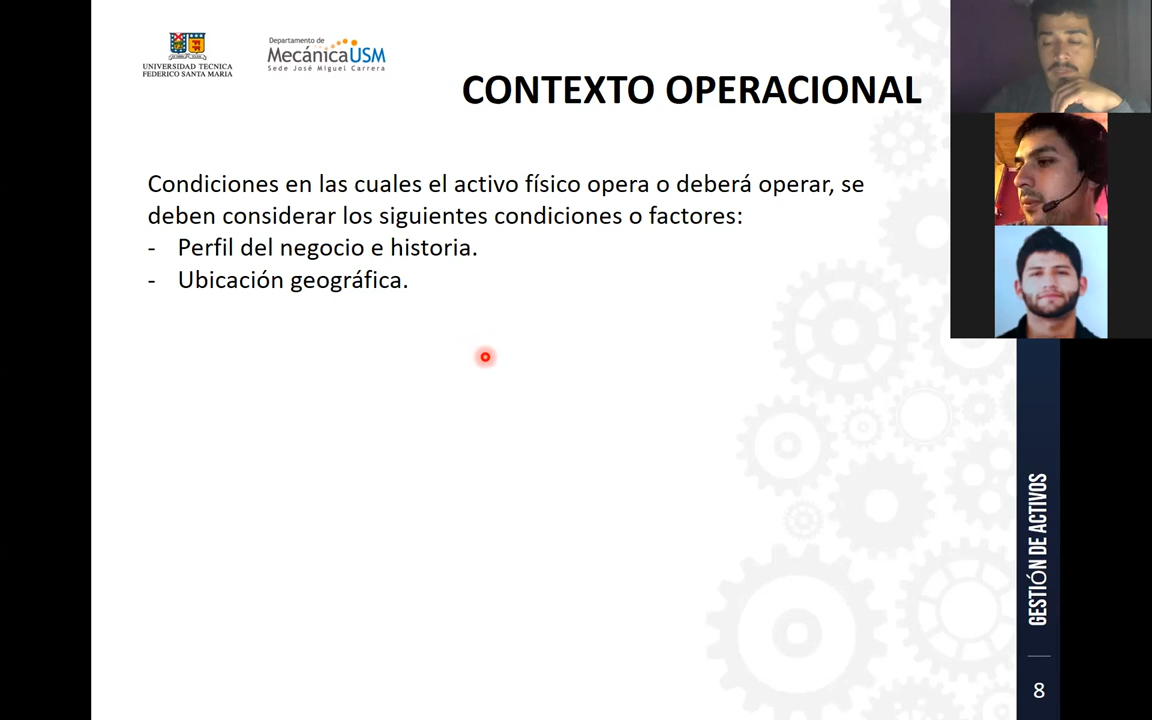 UNIVERSIDAD TECNICA
FEDERICO SANTA MARIA
Departamento de
MecánicaUSM
Sede José Miguel Carrera
CONTEXTO OPERACIONAL
Condiciones en las cuales el activo físico opera o deberá operar, se
deben considerar los siguientes condiciones o factores:
- Perfil del negocio e historia.
- Ubicación geográfica.
GESTIÓN DE ACTIVOS
8